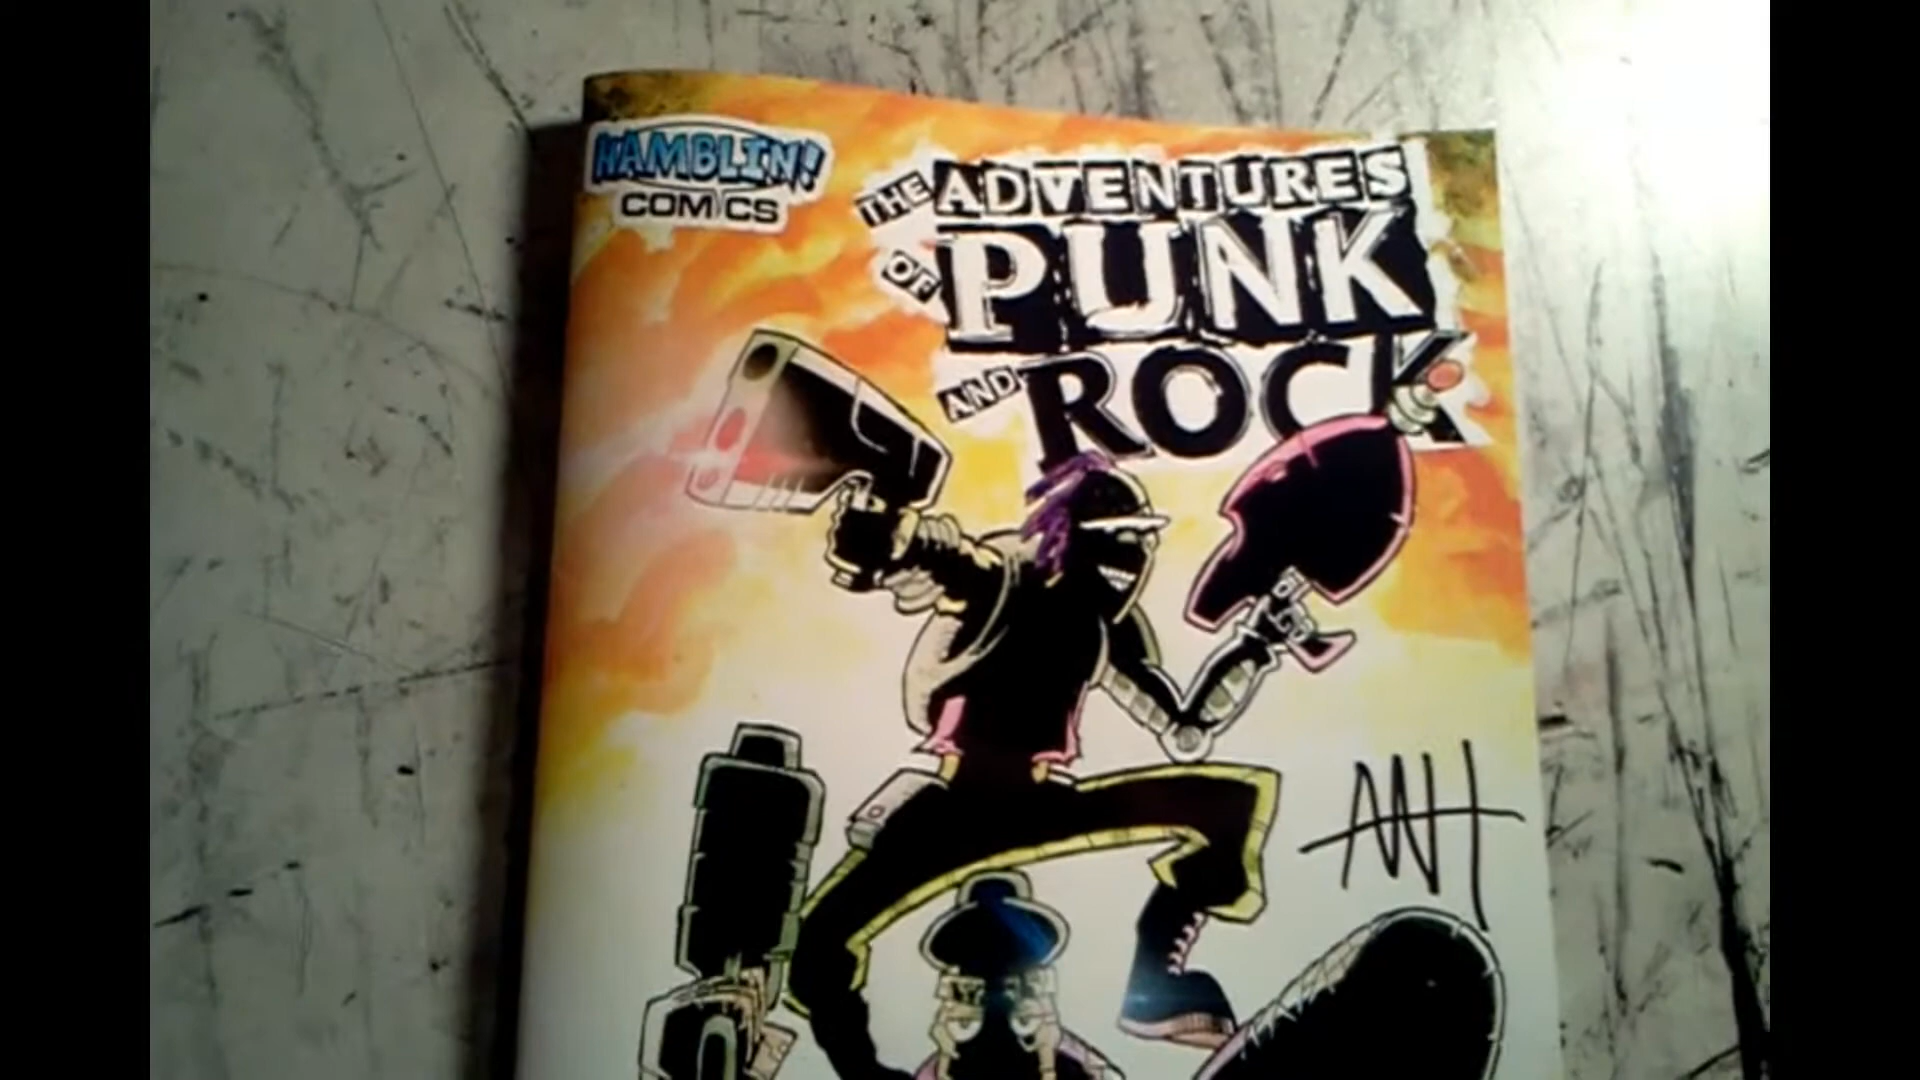 HAMBLIN!
COMICS
THE ADVENTURES
OF PUNK
AND ROCK